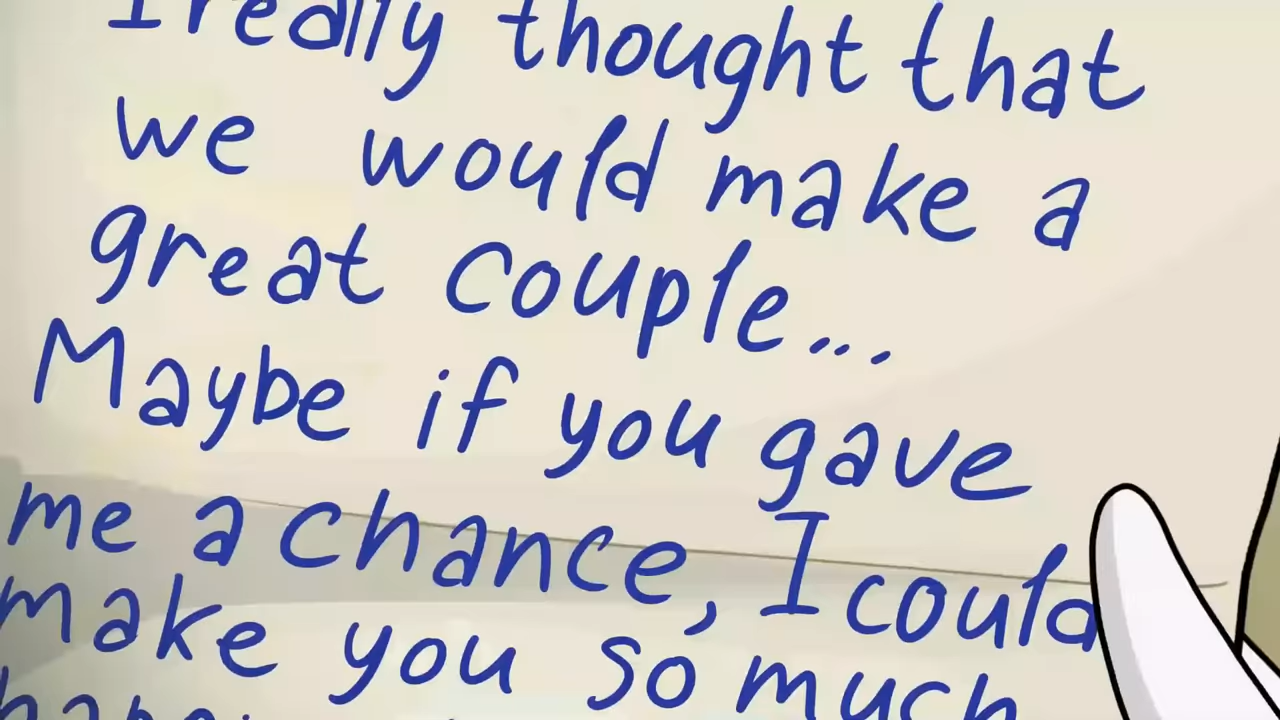 I really thought that
we would make a
great couple...
Maybe if you gave
me a chance, I could
make you so much